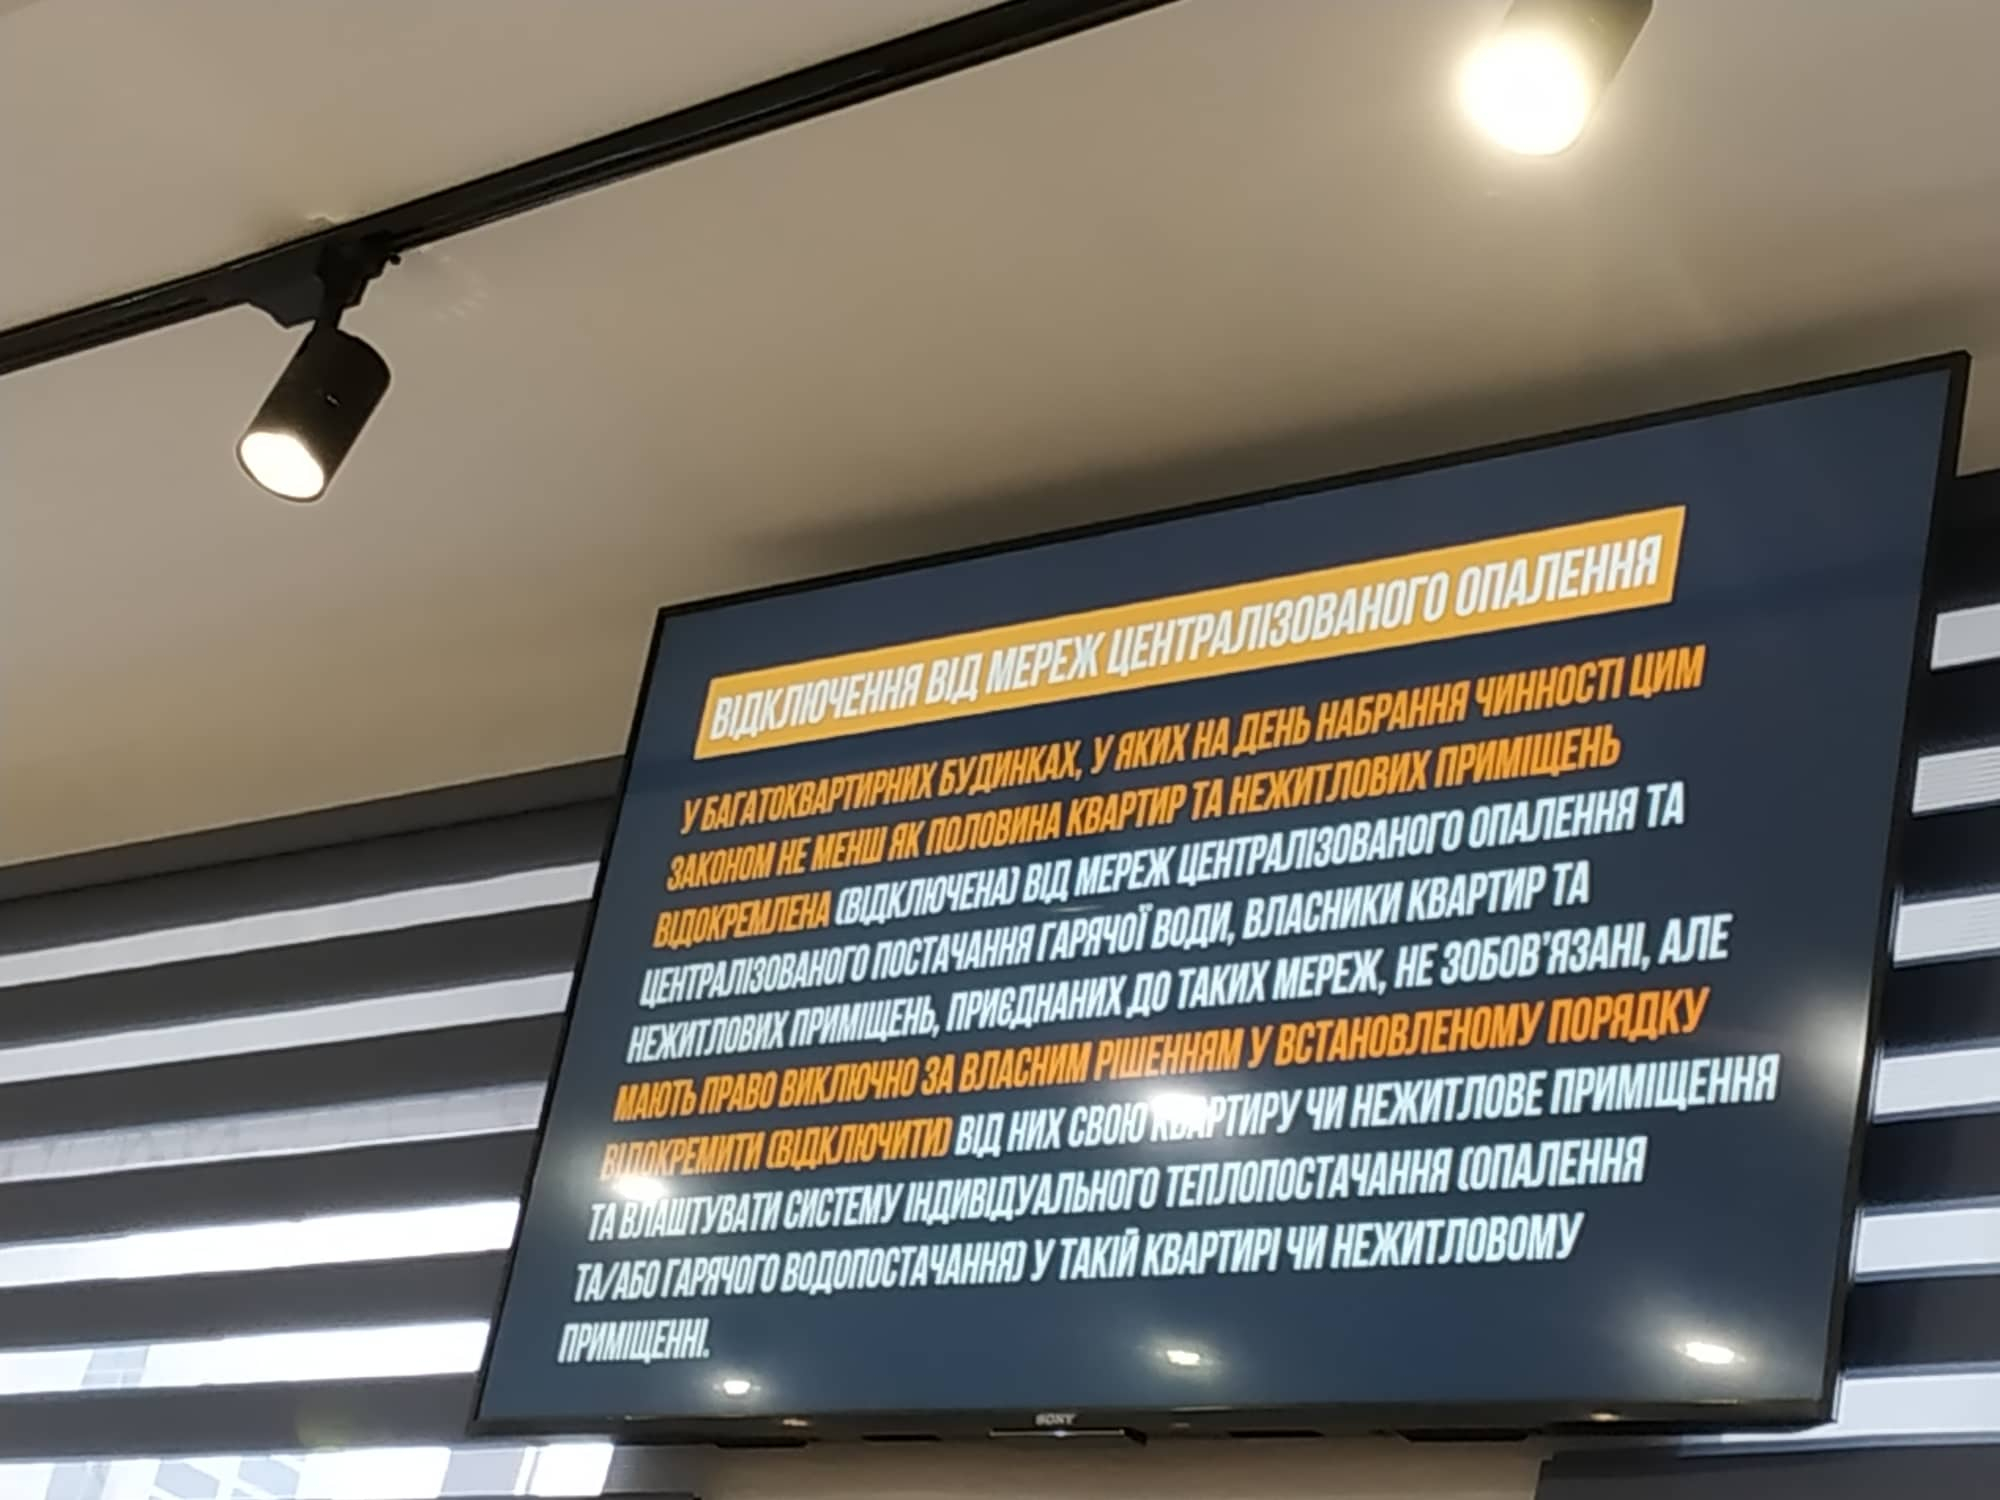 ВІДКЛЮЧЕННЯ ВІД МЕРЕЖ ЦЕНТРАЛІЗОВАНОГО ОПАЛЕННЯ
У БАГАТОКВАРТИРНИХ БУДИНКАХ, У ЯКИХ НА ДЕНЬ НАБРАННЯ ЧИННОСТІ ЦИМ
ЗАКОНОМ НЕ МЕНШ ЯК ПОЛОВИНА КВАРТИР ТА НЕЖИТЛОВИХ ПРИМІЩЕНЬ
ВІДОКРЕМЛЕНА (ВІДКЛЮЧЕНА) ВІД МЕРЕЖ ЦЕНТРАЛІЗОВАНОГО ОПАЛЕННЯ ТА
ЦЕНТРАЛІЗОВАНОГО ПОСТАЧАННЯ ГАРЯЧОЇ ВОДИ, ВЛАСНИКИ КВАРТИР ТА
НЕЖИТЛОВИХ ПРИМІЩЕНЬ, ПРИЄДНАНИХ ДО ТАКИХ МЕРЕЖ, НЕ ЗОБОВ'ЯЗАНІ, АЛЕ
МАЮТЬ ПРАВО ВИКЛЮЧНО ЗА ВЛАСНИМ РІШЕННЯМ У ВСТАНОВЛЕНОМУ ПОРЯДКУ
ВІДОКРЕМИТИ (ВІДКЛЮЧИТИ) ВІД НИХ СВОЮ КВАРТИРУ ЧИ НЕЖИТЛОВЕ ПРИМІЩЕННЯ
ТА ВЛАШТУВАТИ СИСТЕМУ ІНДИВІДУАЛЬНОГО ТЕПЛОПОСТАЧАННЯ (ОПАЛЕННЯ
ТА/АБО ГАРЯЧОГО ВОДОПОСТАЧАННЯ) У ТАКІЙ КВАРТИРІ ЧИ НЕЖИТЛОВОМУ
ПРИМІЩЕННІ.
SONY